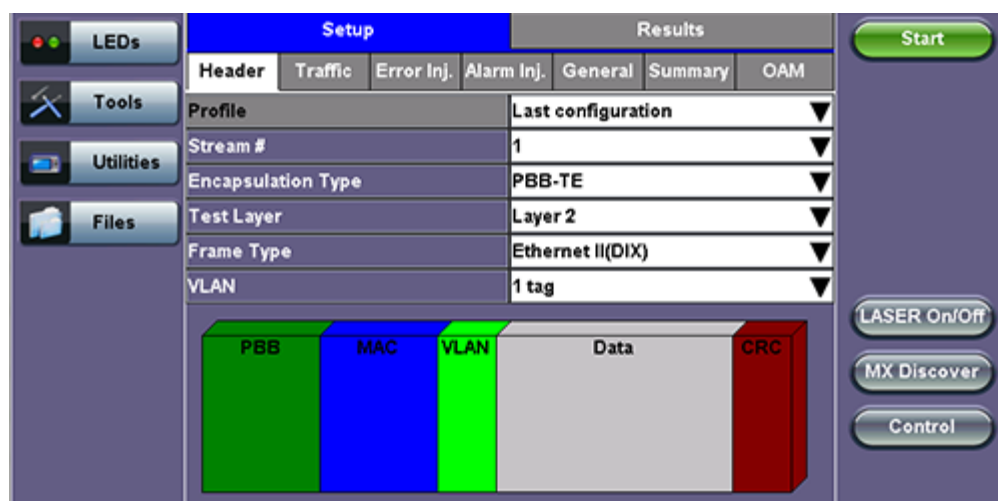 LEDs
Tools
Utilities
Files
Setup
Results
Header
Traffic
Error Inj.
Alarm Inj.
General
Summary
OAM
Profile
Last configuration
Stream #
1
Encapsulation Type
PBB-TE
Test Layer
Layer 2
Frame Type
Ethernet II(DIX)
VLAN
1 tag
PBB
MAC
VLAN
Data
CRC
Start
LASER On/Off
MX Discover
Control